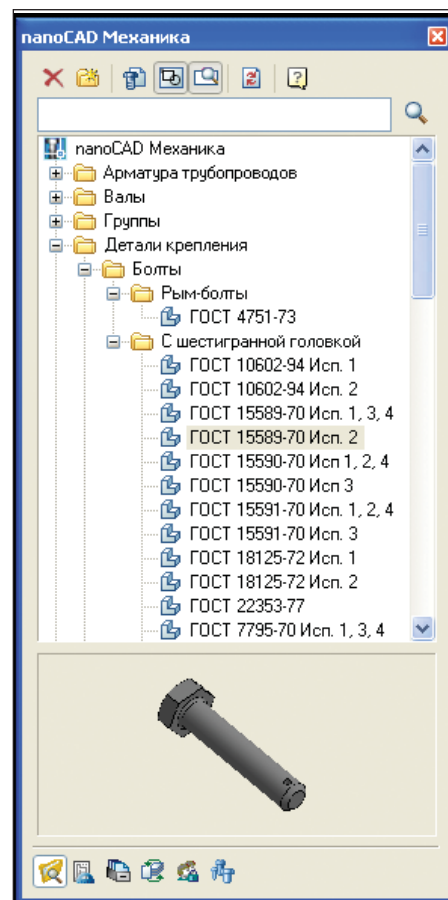 nanoCAD Механика
nanoCAD Механика
Арматура трубопроводов
Валы
Группы
Детали крепления
Болты
Рым-болты
ГОСТ 4751-73
С шестигранной головкой
ГОСТ 10602-94 Исп. 1
ГОСТ 10602-94 Исп. 2
ГОСТ 15589-70 Исп. 1, 3, 4
ГОСТ 15589-70 Исп. 2
ГОСТ 15590-70 Исп 1, 2, 4
ГОСТ 15590-70 Исп 3
ГОСТ 15591-70 Исп. 1, 2, 4
ГОСТ 15591-70 Исп. 3
ГОСТ 18125-72 Исп. 1
ГОСТ 18125-72 Исп. 2
ГОСТ 22353-77
ГОСТ 7795-70 Исп. 1, 3, 4